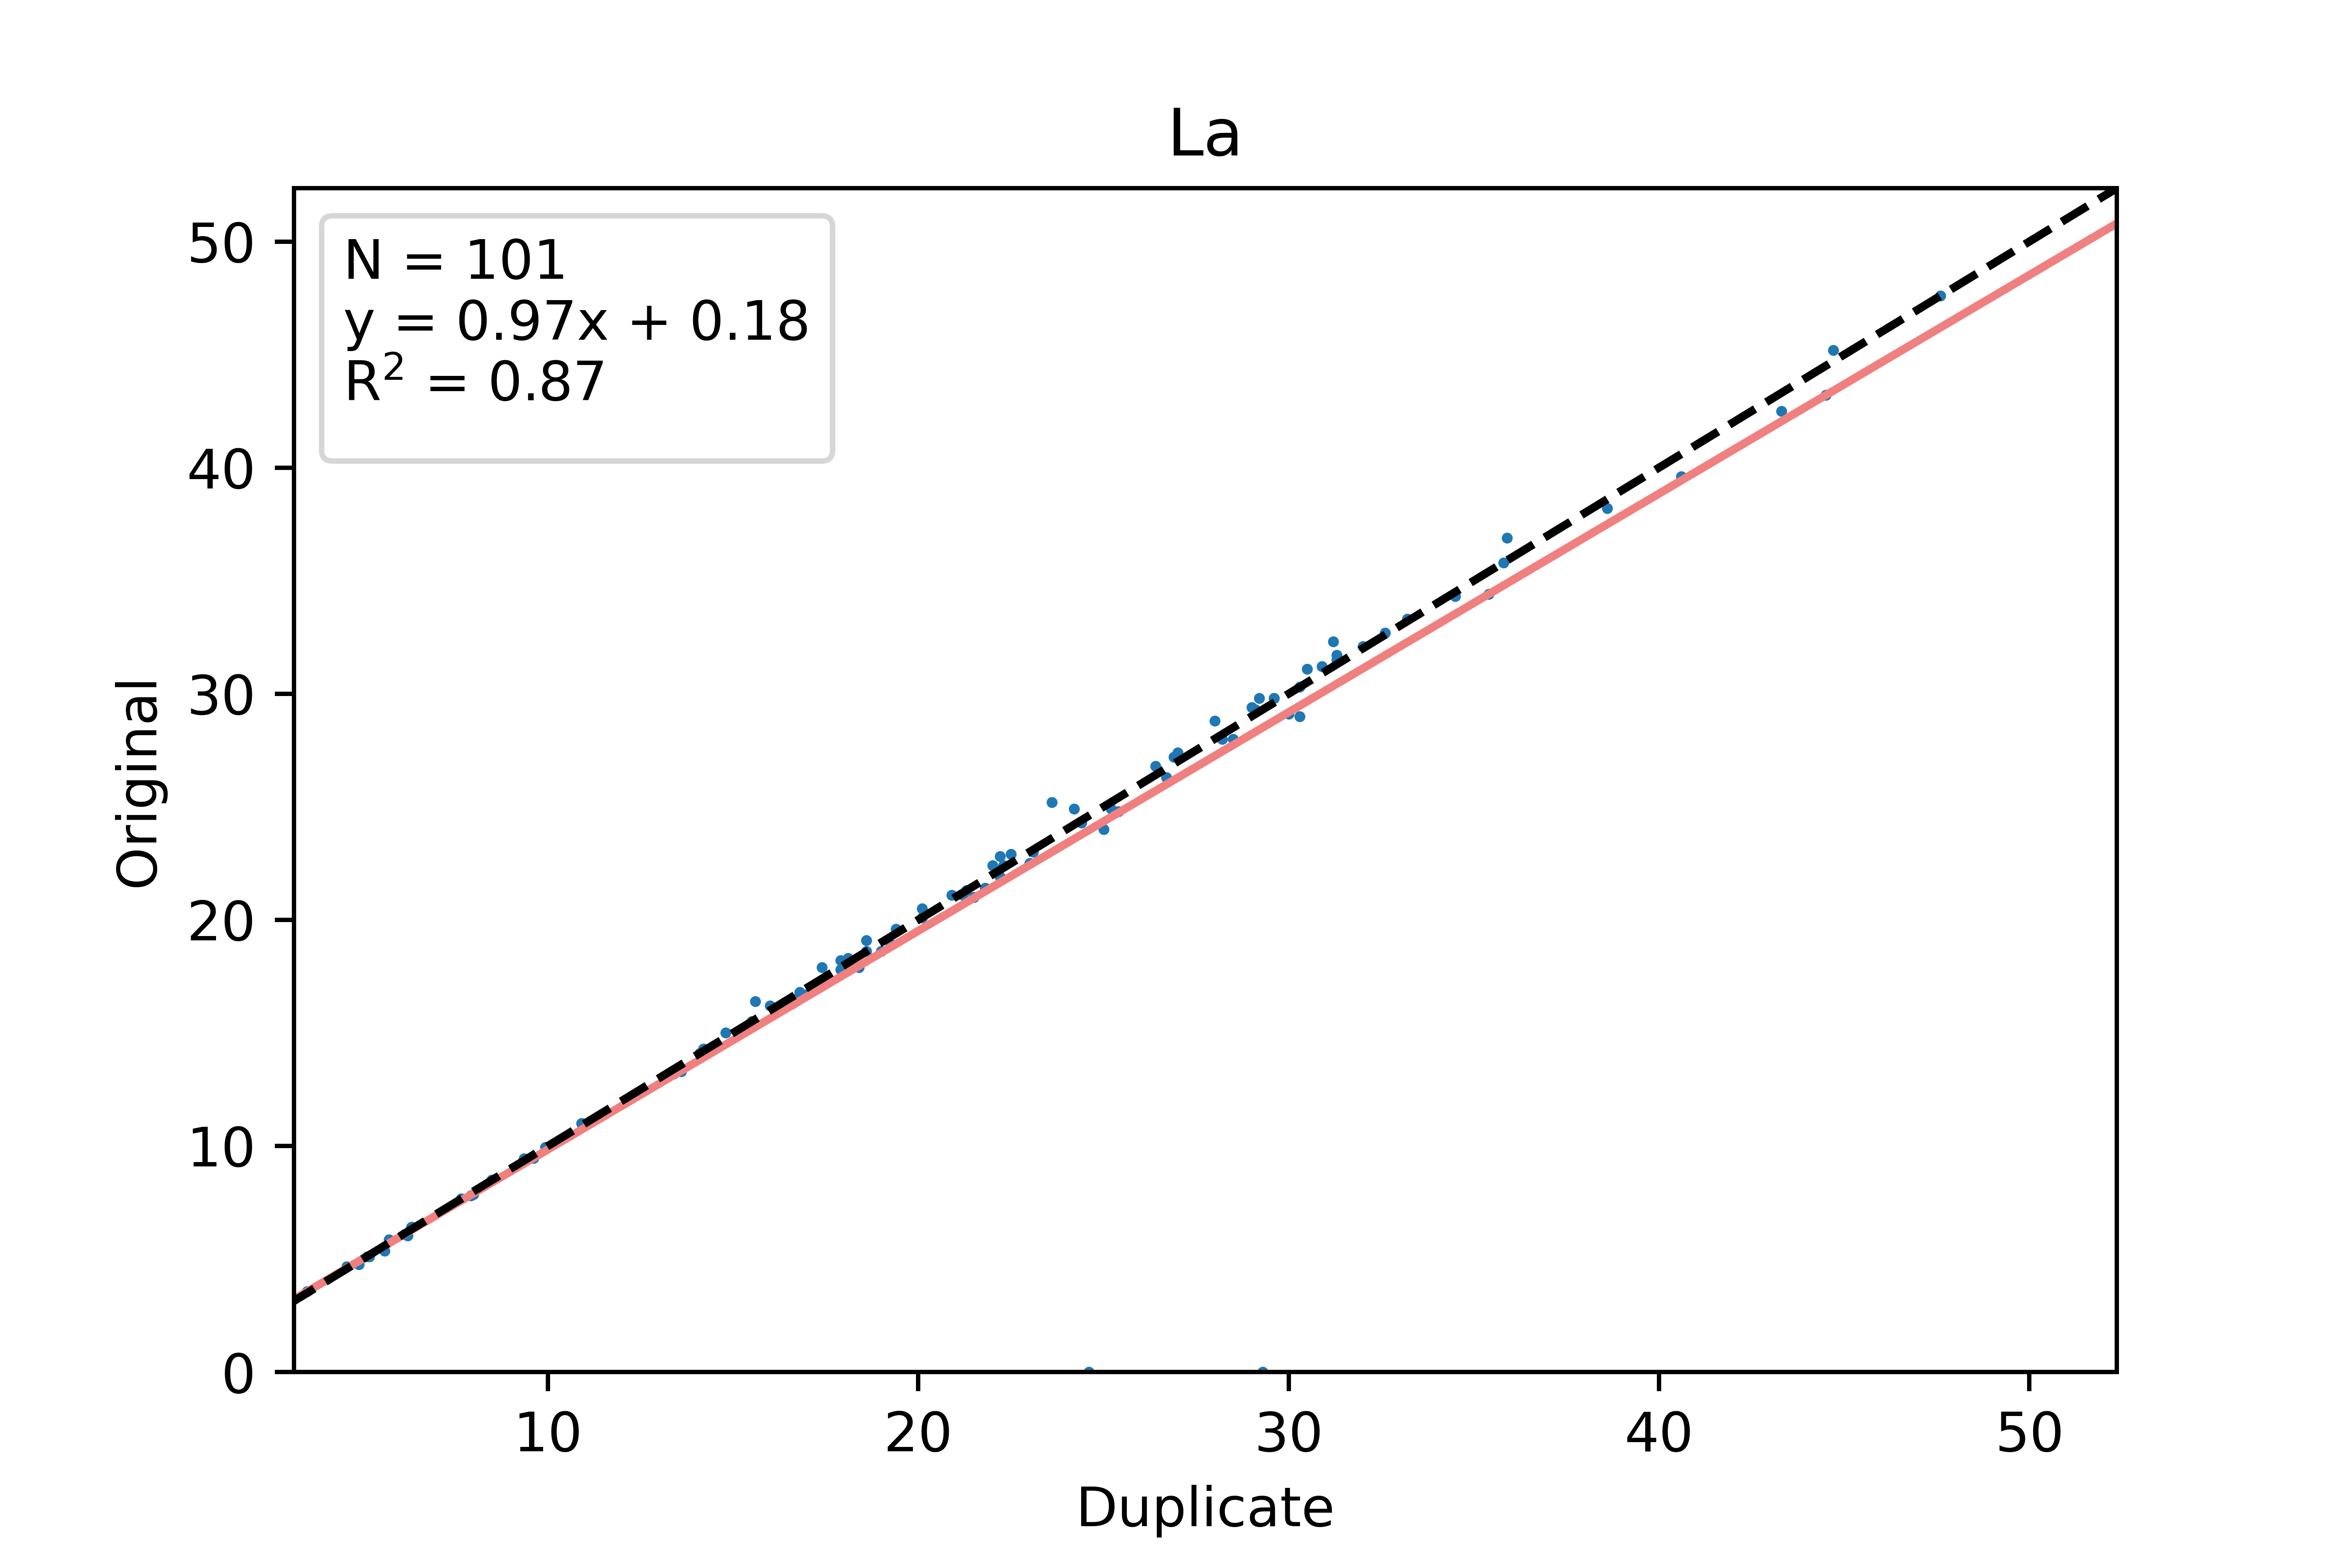 La
N = 101
y = 0.97x + 0.18
R² = 0.87
50
40
30
20
10
0
Original
10 20 30 40 50
Duplicate